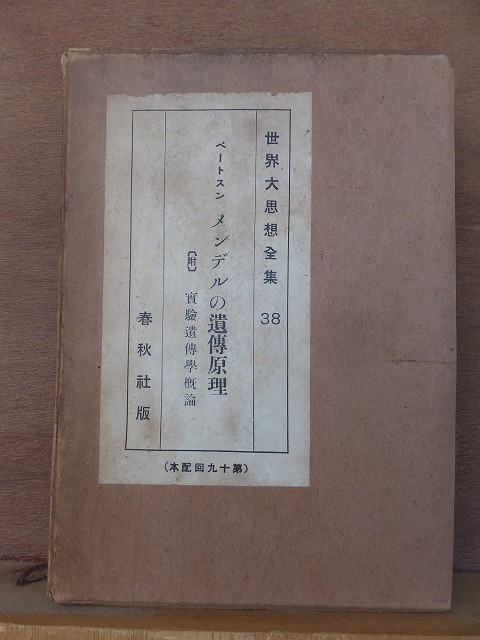 世界大思想全集 38
ベートスン メンデルの遺傳原理
【附】 實驗遺傳學概論
春秋社版
(第十九回配本)